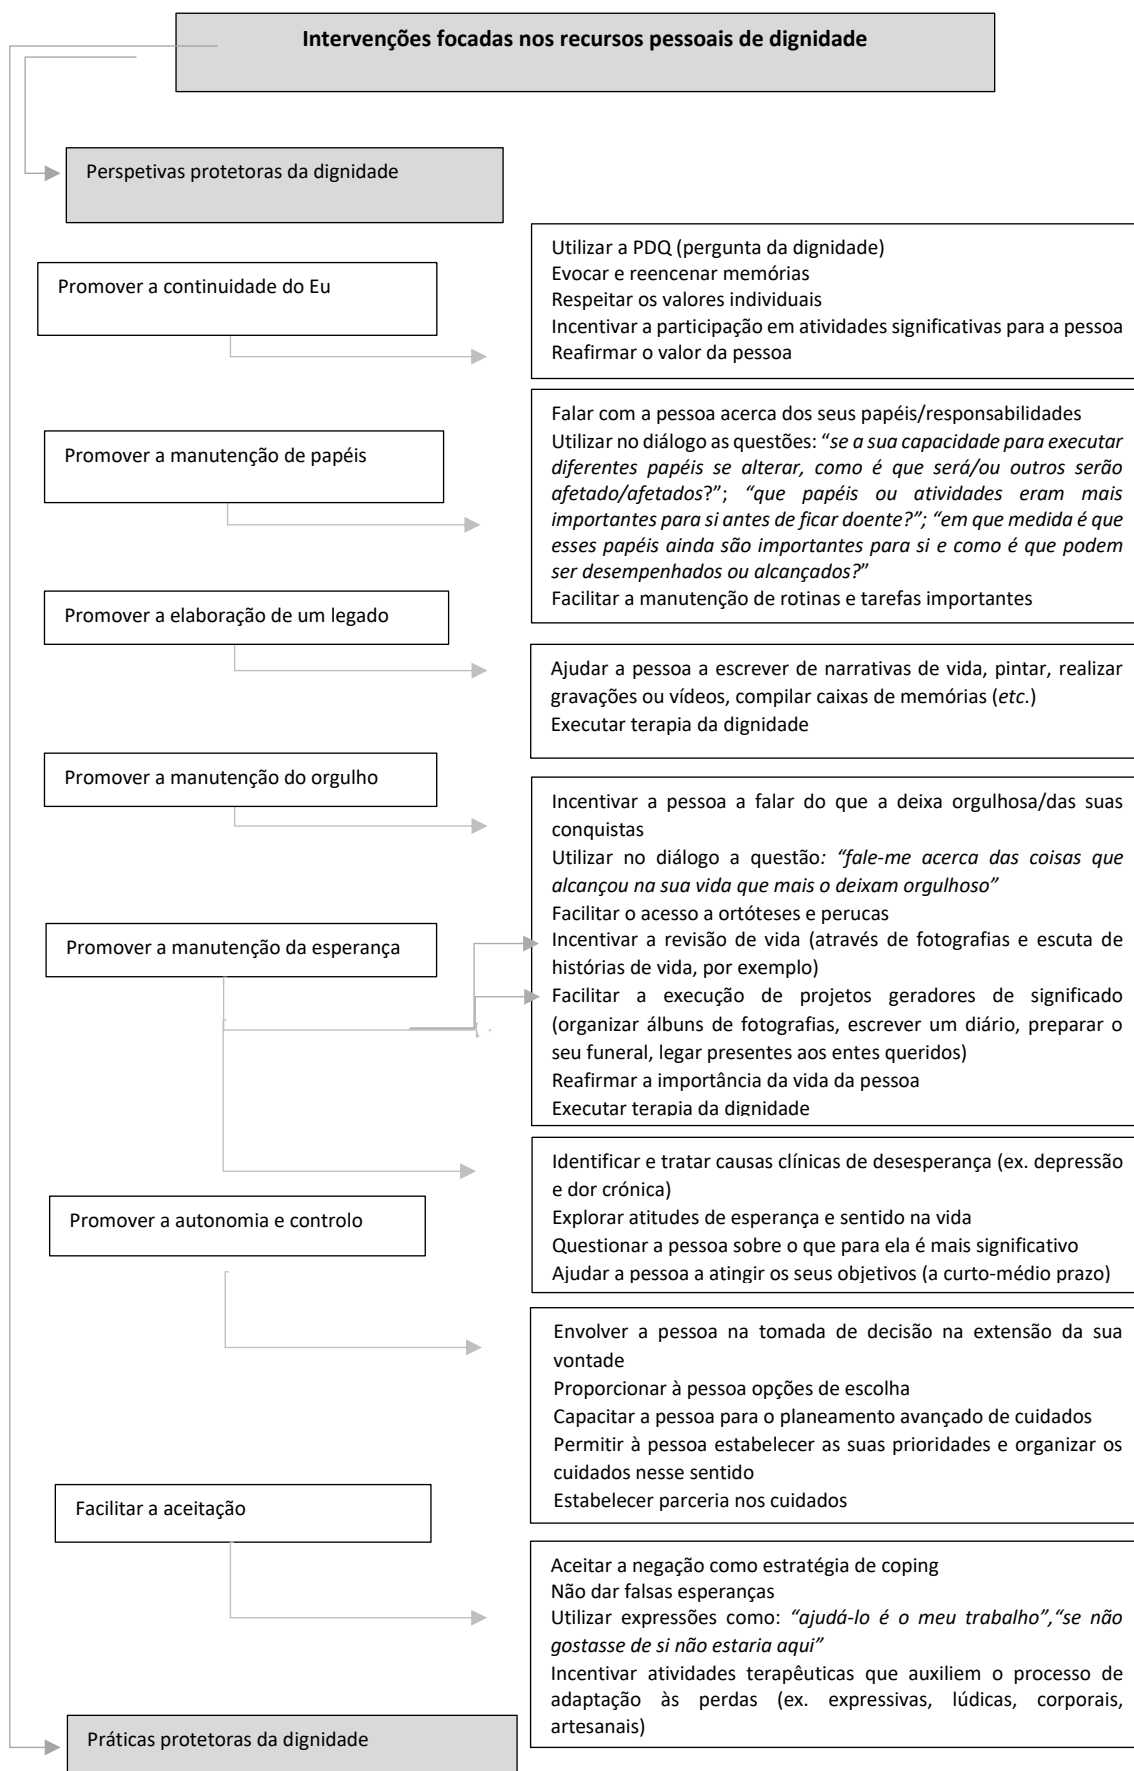 Intervenções focadas nos recursos pessoais de dignidade
Perspetivas protetoras da dignidade
Promover a continuidade do Eu
Utilizar a PDQ (pergunta da dignidade)
Evocar e reencenar memórias
Respeitar os valores individuais
Incentivar a participação em atividades significativas para a pessoa
Reafirmar o valor da pessoa
Promover a manutenção de papéis
Falar com a pessoa acerca dos seus papéis/responsabilidades
Utilizar no diálogo as questões: “se a sua capacidade para executar
diferentes papéis se alterar, como é que será/ou outros serão
afetado/afetados?”; “que papéis ou atividades eram mais
importantes para si antes de ficar doente?”; “em que medida é que
esses papéis ainda são importantes para si e como é que podem
ser desempenhados ou alcançados?”
Facilitar a manutenção de rotinas e tarefas importantes
Promover a elaboração de um legado
Ajudar a pessoa a escrever de narrativas de vida, pintar, realizar
gravações ou vídeos, compilar caixas de memórias (etc.)
Executar terapia da dignidade
Promover a manutenção do orgulho
Incentivar a pessoa a falar do que a deixa orgulhosa/das suas
conquistas
Utilizar no diálogo a questão: “fale-me acerca das coisas que
alcançou na sua vida que mais o deixam orgulhoso”
Facilitar o acesso a ortóteses e perucas
Incentivar a revisão de vida (através de fotografias e escuta de
histórias de vida, por exemplo)
Facilitar a execução de projetos geradores de significado
(organizar álbuns de fotografias, escrever um diário, preparar o
seu funeral, legar presentes aos entes queridos)
Reafirmar a importância da vida da pessoa
Executar terapia da dignidade
Promover a manutenção da esperança
Identificar e tratar causas clínicas de desesperança (ex. depressão
e dor crónica)
Explorar atitudes de esperança e sentido na vida
Questionar a pessoa sobre o que para ela é mais significativo
Ajudar a pessoa a atingir os seus objetivos (a curto-médio prazo)
Promover a autonomia e controlo
Envolver a pessoa na tomada de decisão na extensão da sua
vontade
Proporcionar à pessoa opções de escolha
Capacitar a pessoa para o planeamento avançado de cuidados
Permitir à pessoa estabelecer as suas prioridades e organizar os
cuidados nesse sentido
Estabelecer parceria nos cuidados
Facilitar a aceitação
Aceitar a negação como estratégia de coping
Não dar falsas esperanças
Utilizar expressões como: “ajudá-lo é o meu trabalho”,“se não
gostasse de si não estaria aqui”
Incentivar atividades terapêuticas que auxiliem o processo de
adaptação às perdas (ex. expressivas, lúdicas, corporais,
artesanais)
Práticas protetoras da dignidade